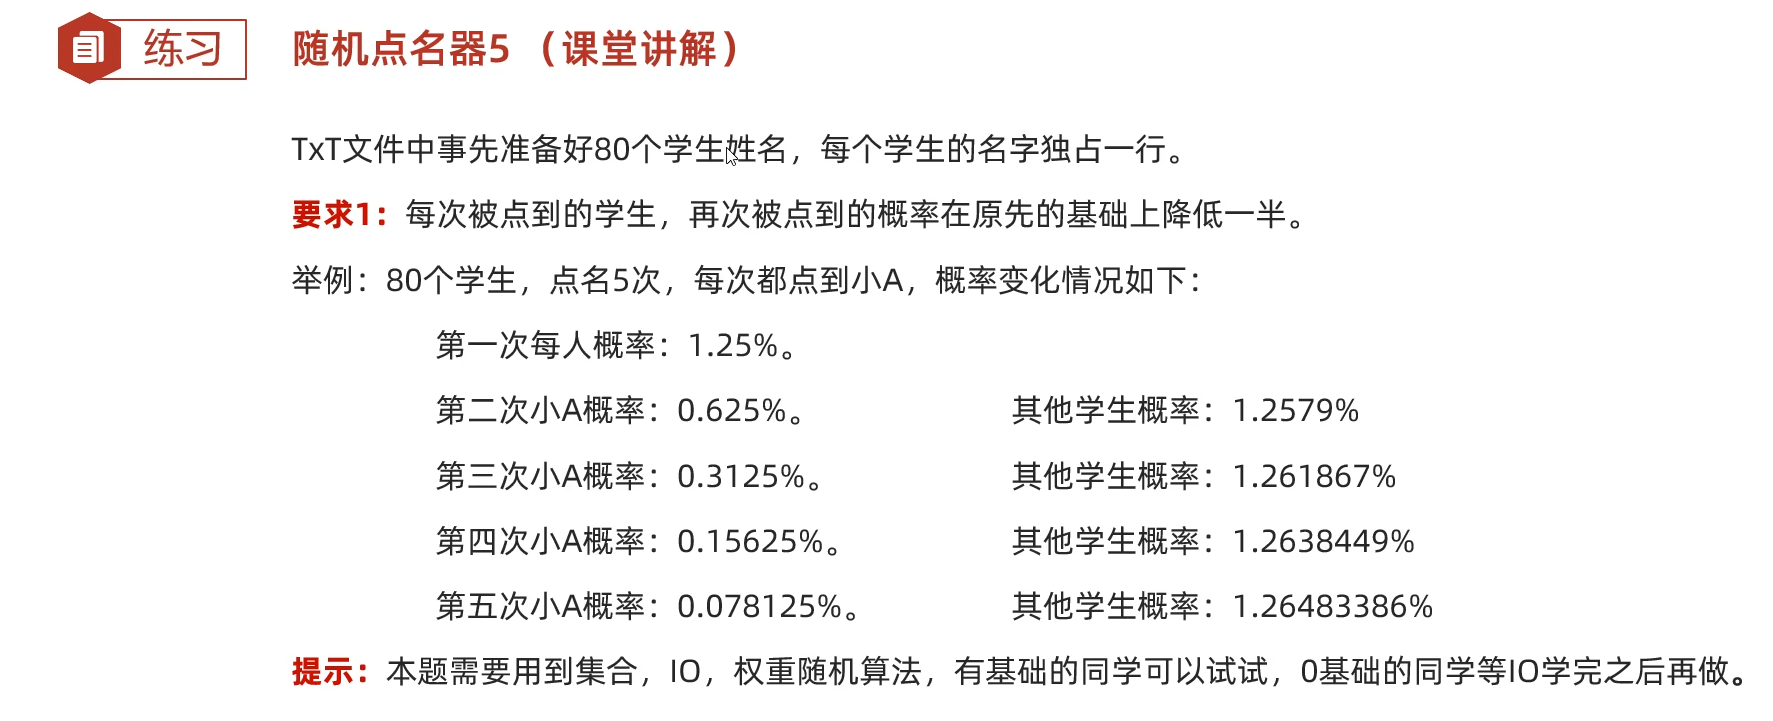 练习
随机点名器5 （课堂讲解）
TxT文件中事先准备好80个学生姓名，每个学生的名字独占一行。
要求1：每次被点到的学生，再次被点到的概率在原先的基础上降低一半。
举例：80个学生，点名5次，每次都点到小A，概率变化情况如下：
第一次每人概率：1.25%。
第二次小A概率：0.625%。 其他学生概率：1.2579%
第三次小A概率：0.3125%。 其他学生概率：1.261867%
第四次小A概率：0.15625%。 其他学生概率：1.2638449%
第五次小A概率：0.078125%。 其他学生概率：1.26483386%
提示：本题需要用到集合，IO，权重随机算法，有基础的同学可以试试，0基础的同学等IO学完之后再做。